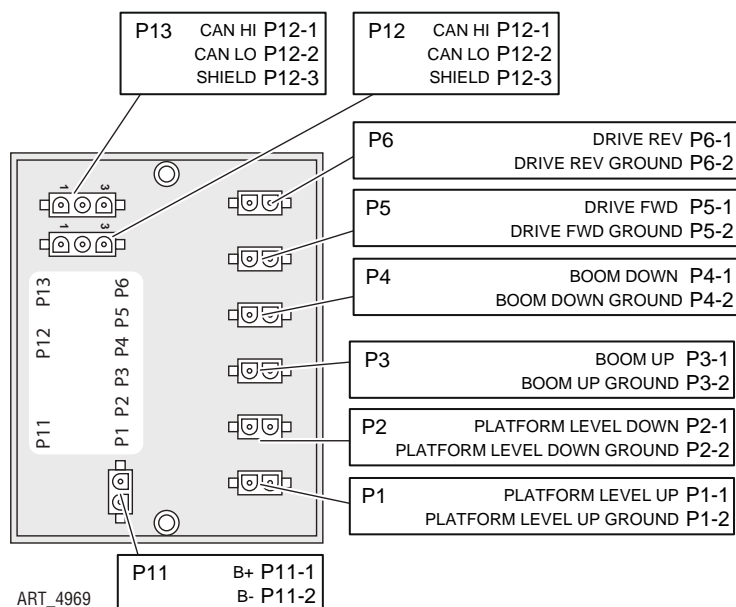 P13 CAN HI P12-1
CAN LO P12-2
SHIELD P12-3
P12 CAN HI P12-1
CAN LO P12-2
SHIELD P12-3
P6 DRIVE REV P6-1
DRIVE REV GROUND P6-2
P5 DRIVE FWD P5-1
DRIVE FWD GROUND P5-2
P4 BOOM DOWN P4-1
BOOM DOWN GROUND P4-2
P3 BOOM UP P3-1
BOOM UP GROUND P3-2
P2 PLATFORM LEVEL DOWN P2-1
PLATFORM LEVEL DOWN GROUND P2-2
P1 PLATFORM LEVEL UP P1-1
PLATFORM LEVEL UP GROUND P1-2
1 3
1 3
P11 P12 P13
P1 P2 P3 P4 P5 P6
P11 B+ P11-1
B- P11-2
ART_4969